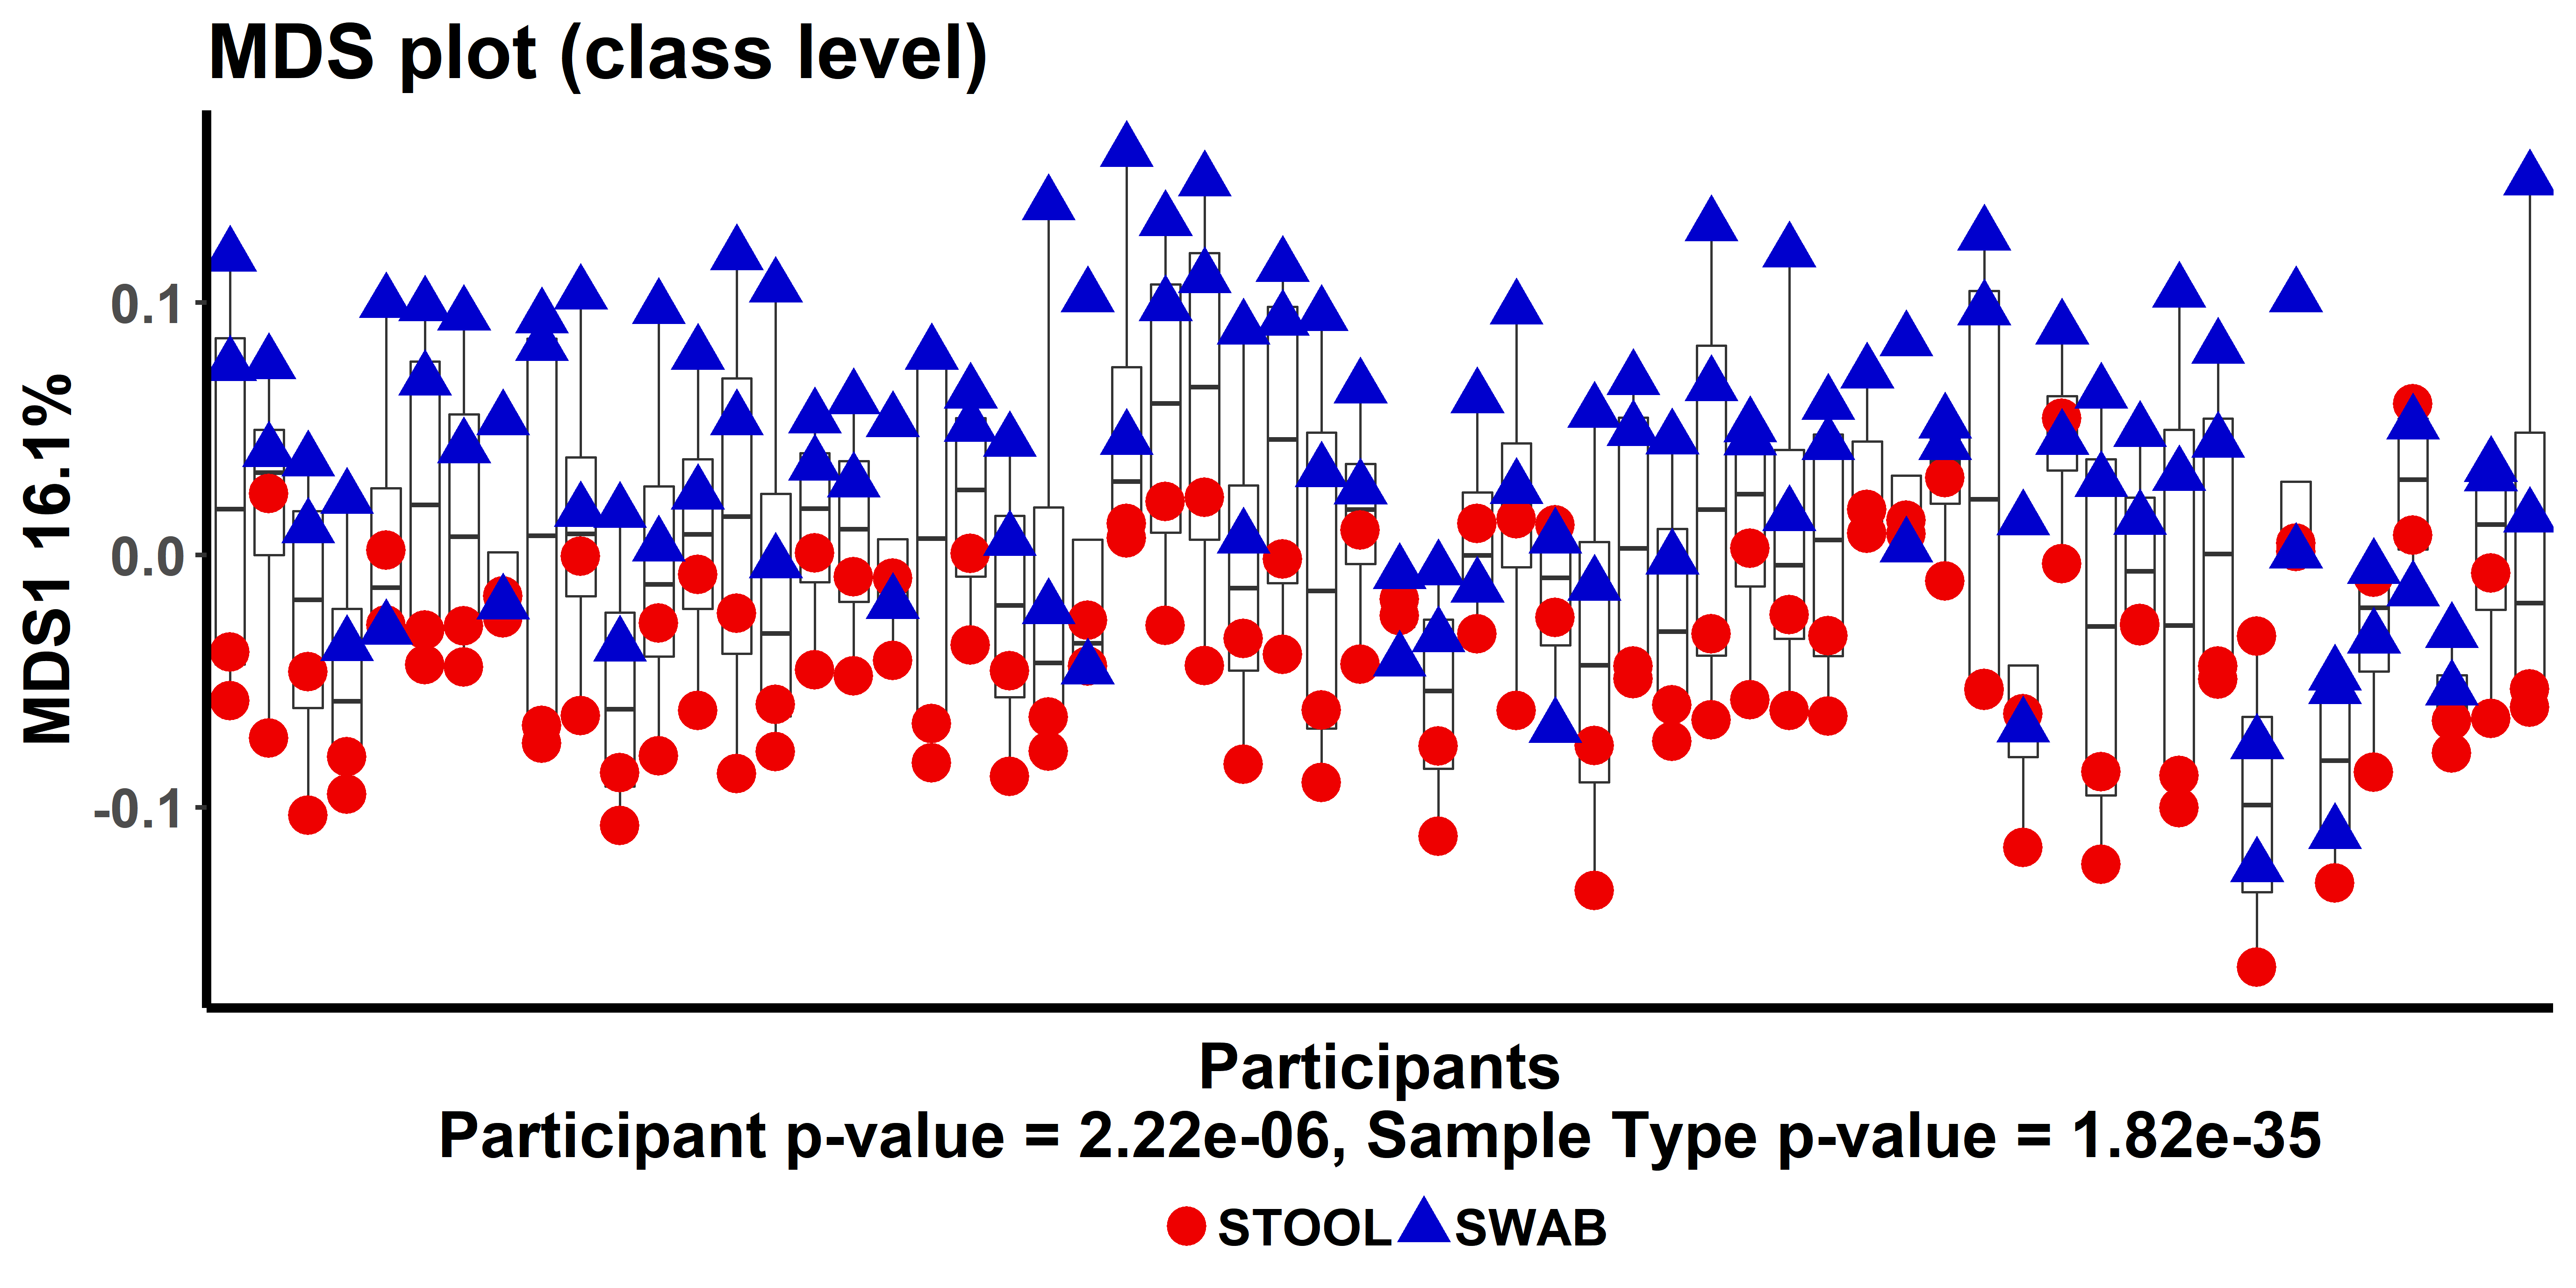 MDS plot (class level)
MDS1 16.1%
0.1
0.0
-0.1
Participants
Participant p-value = 2.22e-06, Sample Type p-value = 1.82e-35
STOOL SWAB